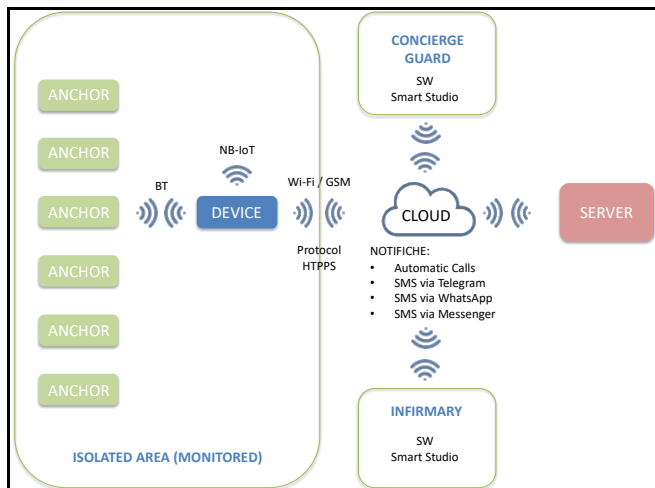 CONCIERGE
GUARD
SW
Smart Studio
ANCHOR
ANCHOR
ANCHOR
ANCHOR
ANCHOR
ANCHOR
BT
NB-IoT
DEVICE
Wi-Fi / GSM
Protocol
HTPPS
CLOUD
SERVER
NOTIFICHE:
• Automatic Calls
• SMS via Telegram
• SMS via WhatsApp
• SMS via Messenger
INFIRMARY
SW
Smart Studio
ISOLATED AREA (MONITORED)